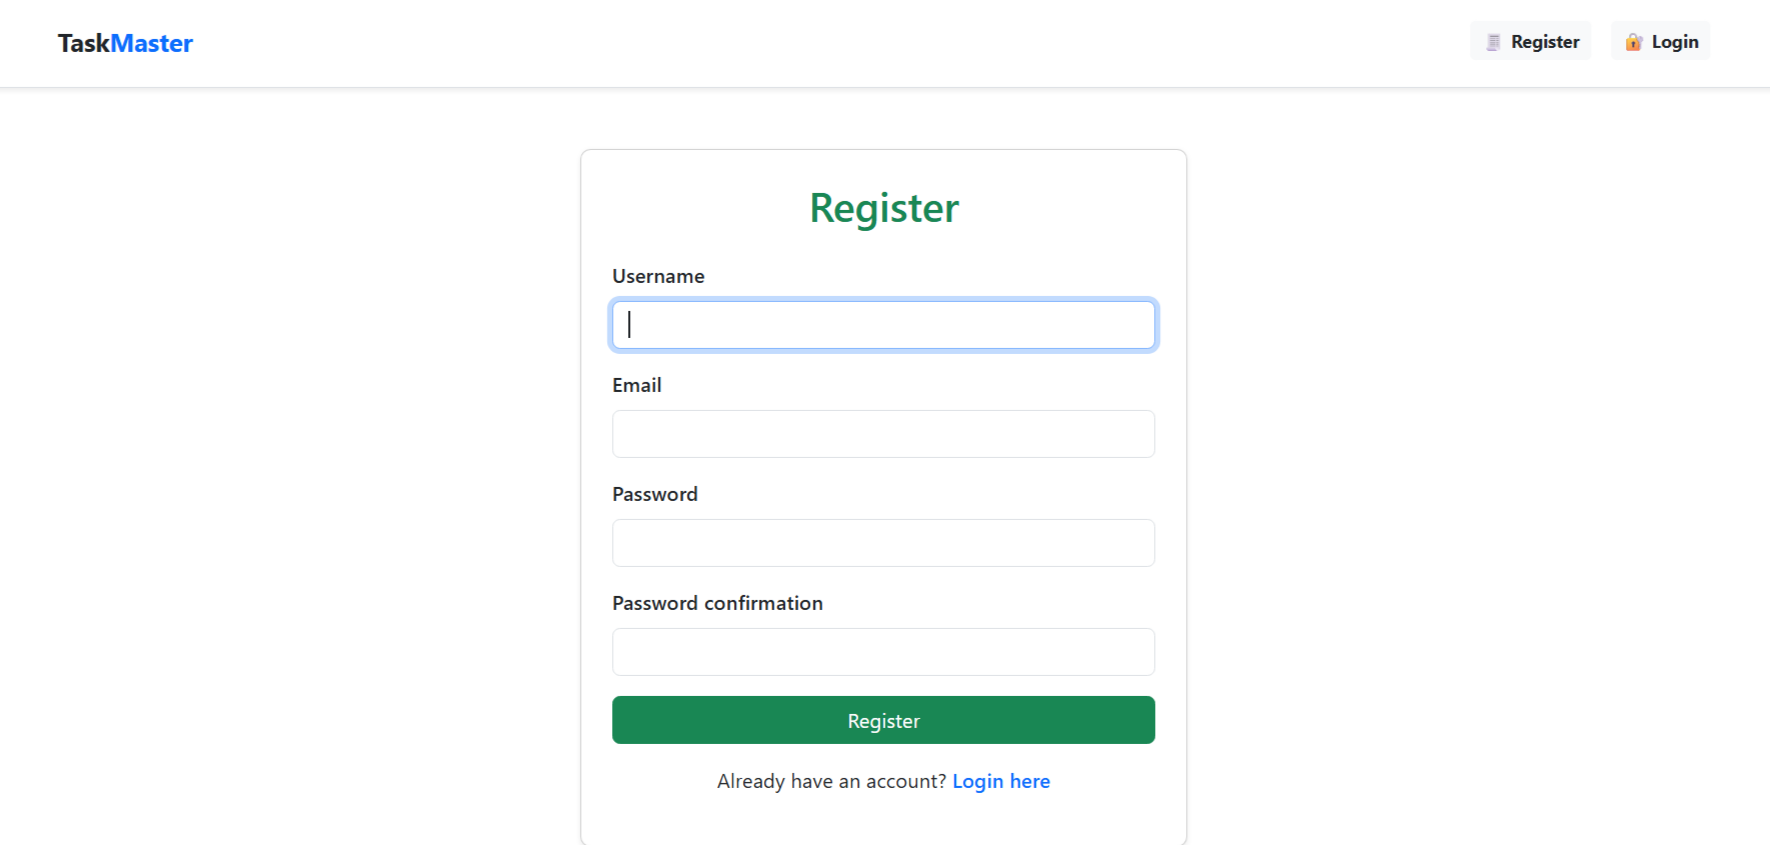 TaskMaster
Register
Login
Register
Username
Email
Password
Password confirmation
Register
Already have an account? Login here